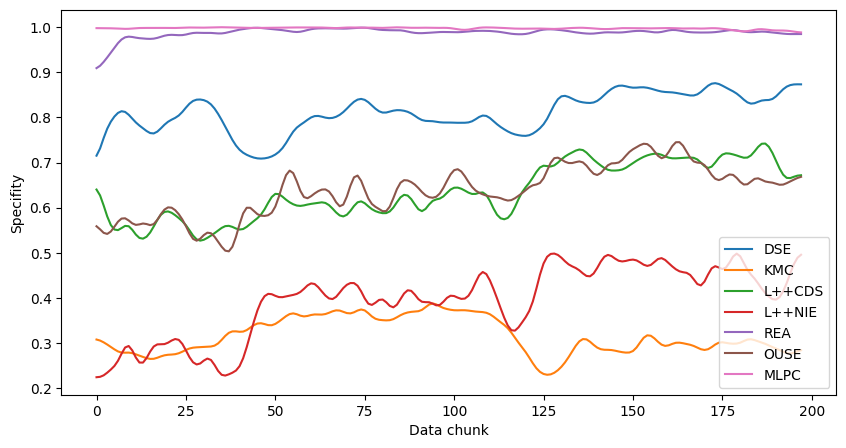 1.0
0.9
0.8
0.7
0.6
0.5
0.4
0.3
0.2
Specifity
0
25
50
75
100
125
150
175
200
Data chunk
DSE
KMC
L++CDS
L++NIE
REA
OUSE
MLPC